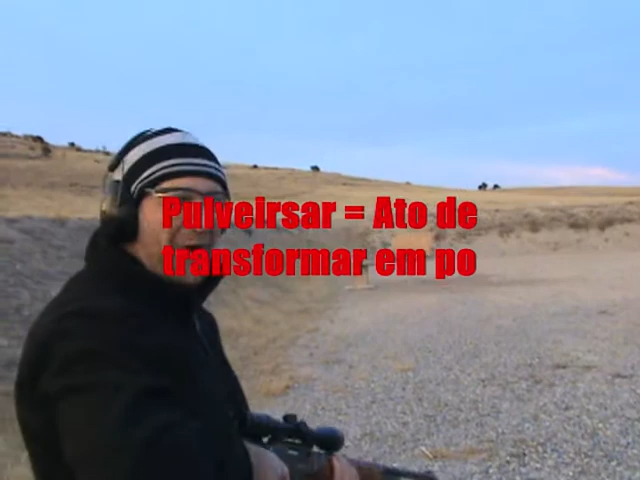 Pulveirsar = Ato de
transformar em po